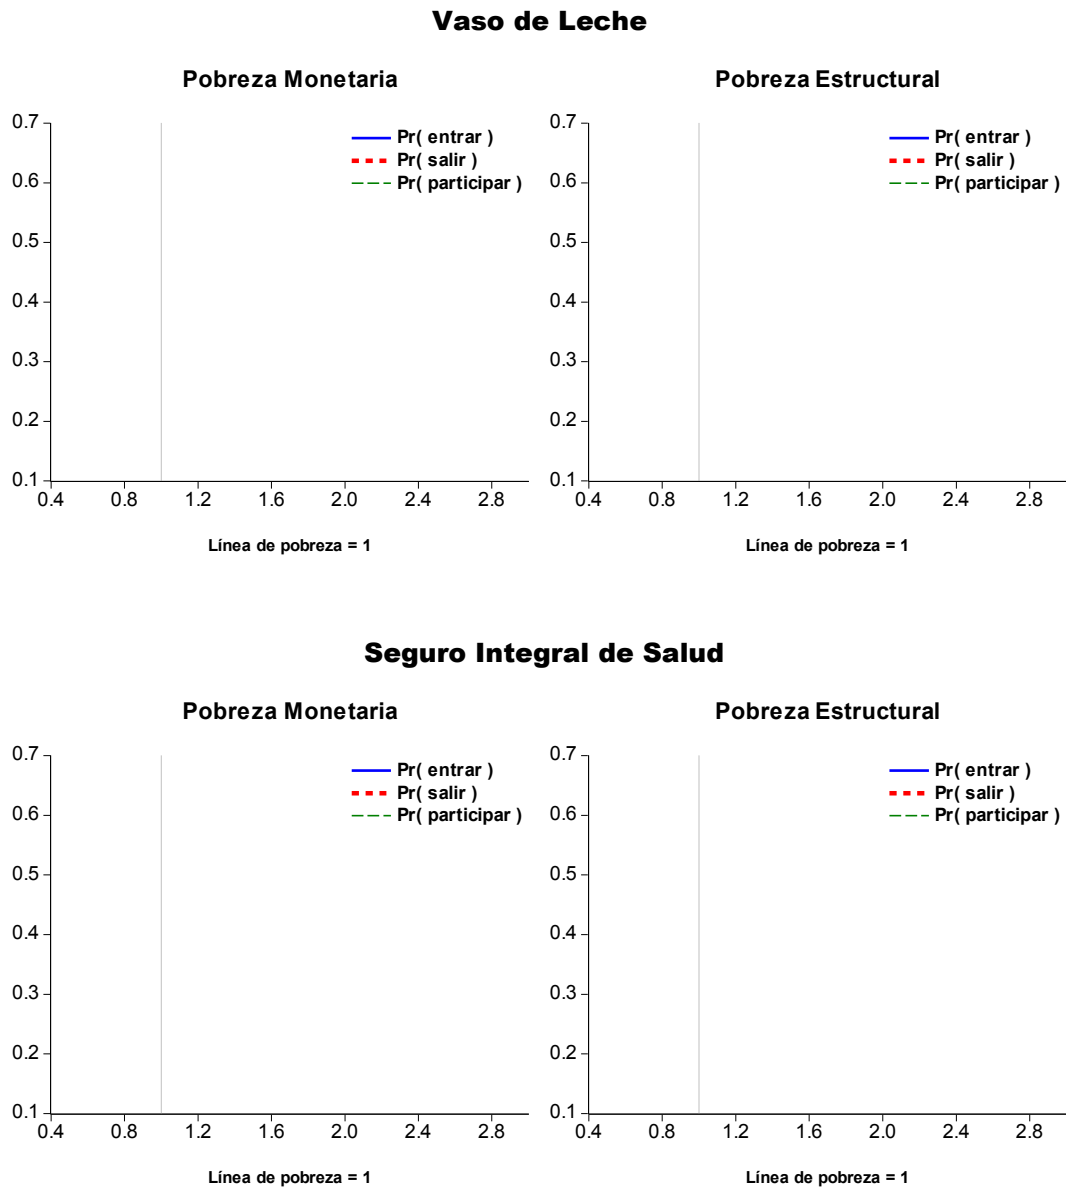 Vaso de Leche
Pobreza Monetaria
Pr( entrar )
Pr( salir )
Pr( participar )
0.7
0.6
0.5
0.4
0.3
0.2
0.1
0.4 0.8 1.2 1.6 2.0 2.4 2.8
Línea de pobreza = 1
Pobreza Estructural
Pr( entrar )
Pr( salir )
Pr( participar )
0.7
0.6
0.5
0.4
0.3
0.2
0.1
0.4 0.8 1.2 1.6 2.0 2.4 2.8
Línea de pobreza = 1
Seguro Integral de Salud
Pobreza Monetaria
Pr( entrar )
Pr( salir )
Pr( participar )
0.7
0.6
0.5
0.4
0.3
0.2
0.1
0.4 0.8 1.2 1.6 2.0 2.4 2.8
Línea de pobreza = 1
Pobreza Estructural
Pr( entrar )
Pr( salir )
Pr( participar )
0.7
0.6
0.5
0.4
0.3
0.2
0.1
0.4 0.8 1.2 1.6 2.0 2.4 2.8
Línea de pobreza = 1